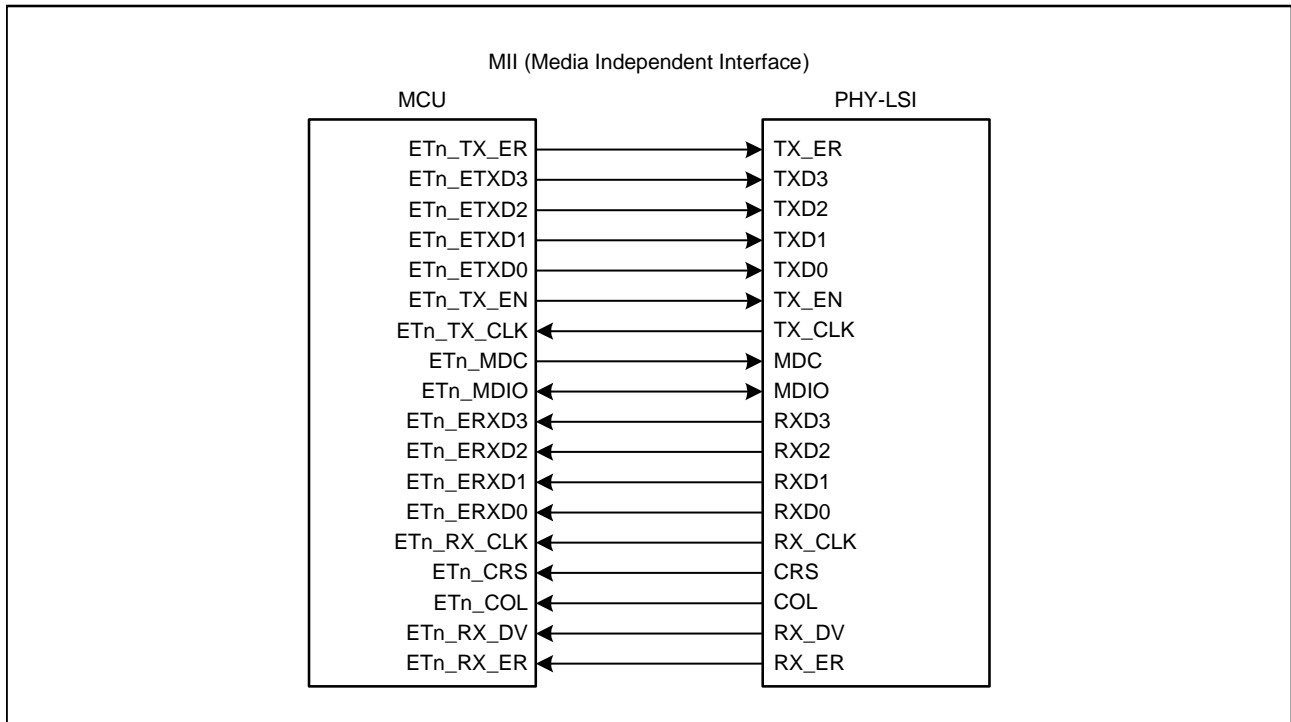 MII (Media Independent Interface)
MCU PHY-LSI
ETn_TX_ER TX_ER
ETn_ETXD3 TXD3
ETn_ETXD2 TXD2
ETn_ETXD1 TXD1
ETn_ETXD0 TXD0
ETn_TX_EN TX_EN
ETn_TX_CLK TX_CLK
ETn_MDC MDC
ETn_MDIO MDIO
ETn_ERXD3 RXD3
ETn_ERXD2 RXD2
ETn_ERXD1 RXD1
ETn_ERXD0 RXD0
ETn_RX_CLK RX_CLK
ETn_CRS CRS
ETn_COL COL
ETn_RX_DV RX_DV
ETn_RX_ER RX_ER